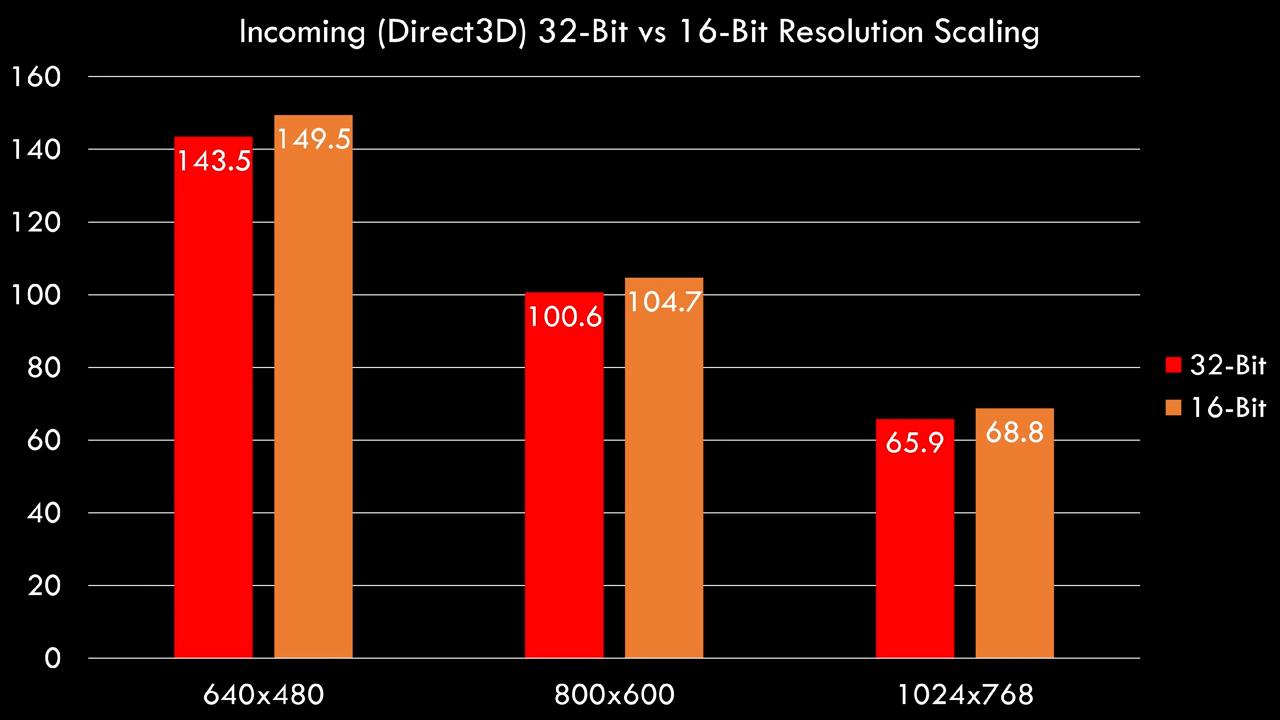 Incoming (Direct3D) 32-Bit vs 16-Bit Resolution Scaling
160
140
120
100
80
60
40
20
0
143.5
149.5
100.6
104.7
65.9
68.8
640x480
800x600
1024x768
32-Bit
16-Bit